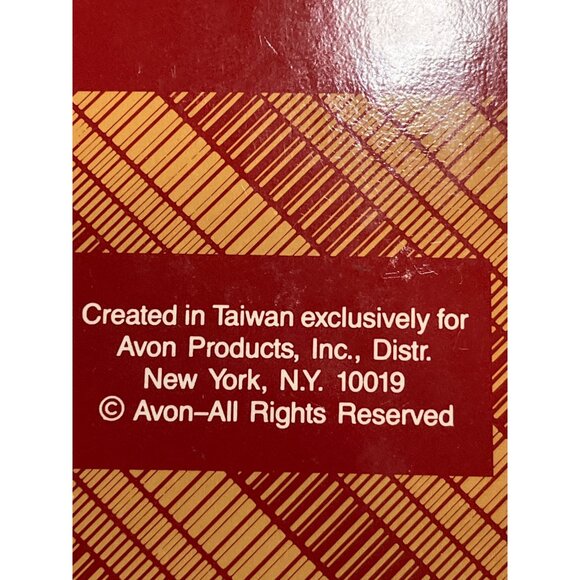 Created in Taiwan exclusively for
Avon Products, Inc., Distr.
New York, N.Y. 10019
© Avon–All Rights Reserved